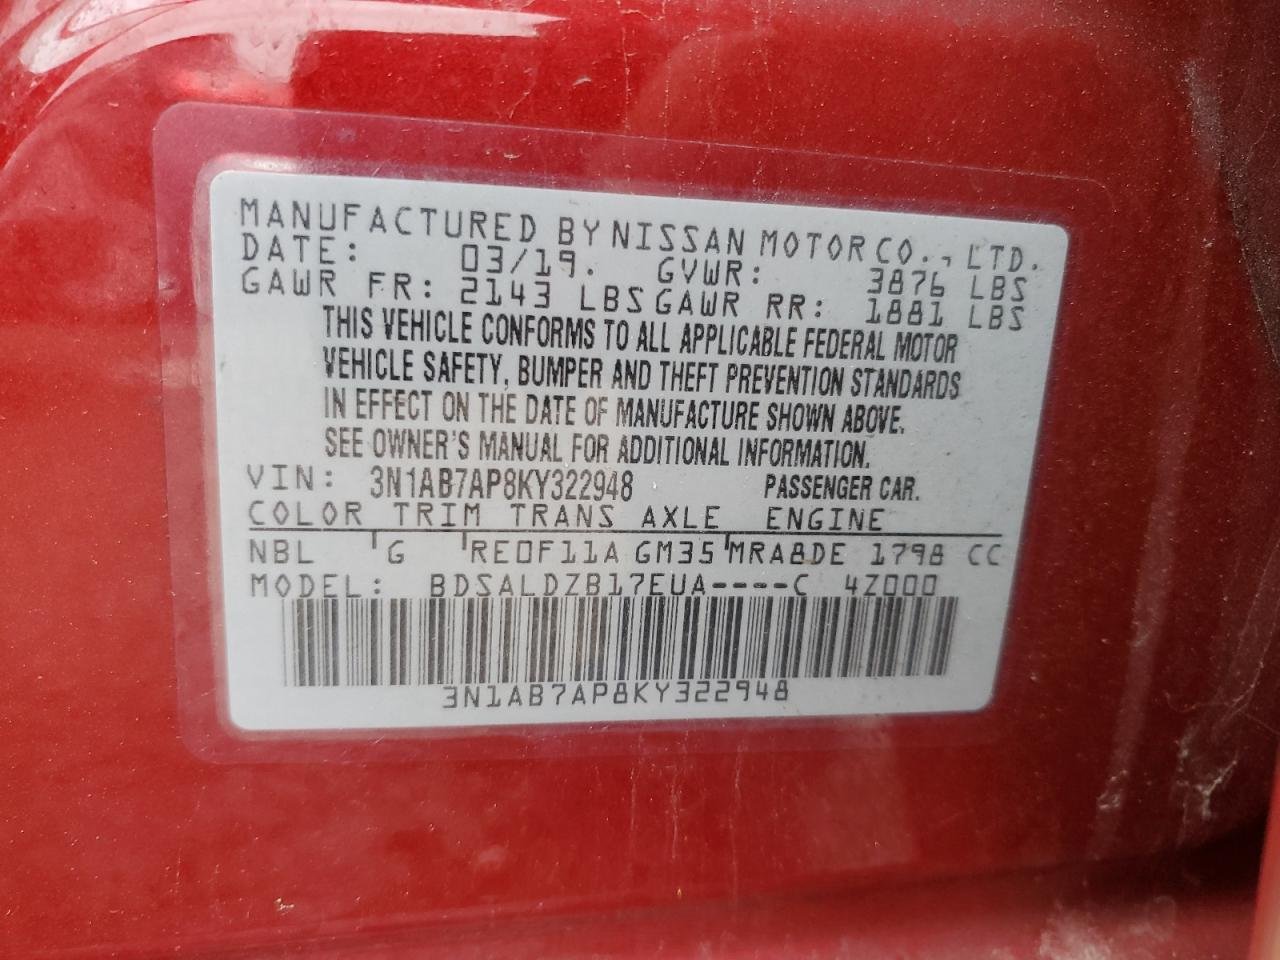 MANUFACTURED BY NISSAN MOTOR CO., LTD.
DATE: 03/19. GVWR: 3876 LBS
GAWR FR: 2143 LBS GAWR RR: 1881 LBS
THIS VEHICLE CONFORMS TO ALL APPLICABLE FEDERAL MOTOR
VEHICLE SAFETY, BUMPER AND THEFT PREVENTION STANDARDS
IN EFFECT ON THE DATE OF MANUFACTURE SHOWN ABOVE.
SEE OWNER'S MANUAL FOR ADDITIONAL INFORMATION.
VIN: 3N1AB7AP8KY322948 PASSENGER CAR.
COLOR TRIM TRANS AXLE ENGINE
NBL G RE0F11A GM35 MRA8DE 1798 CC
MODEL: BDSALDZB17EUA----C 4Z000
3N1AB7AP8KY322948